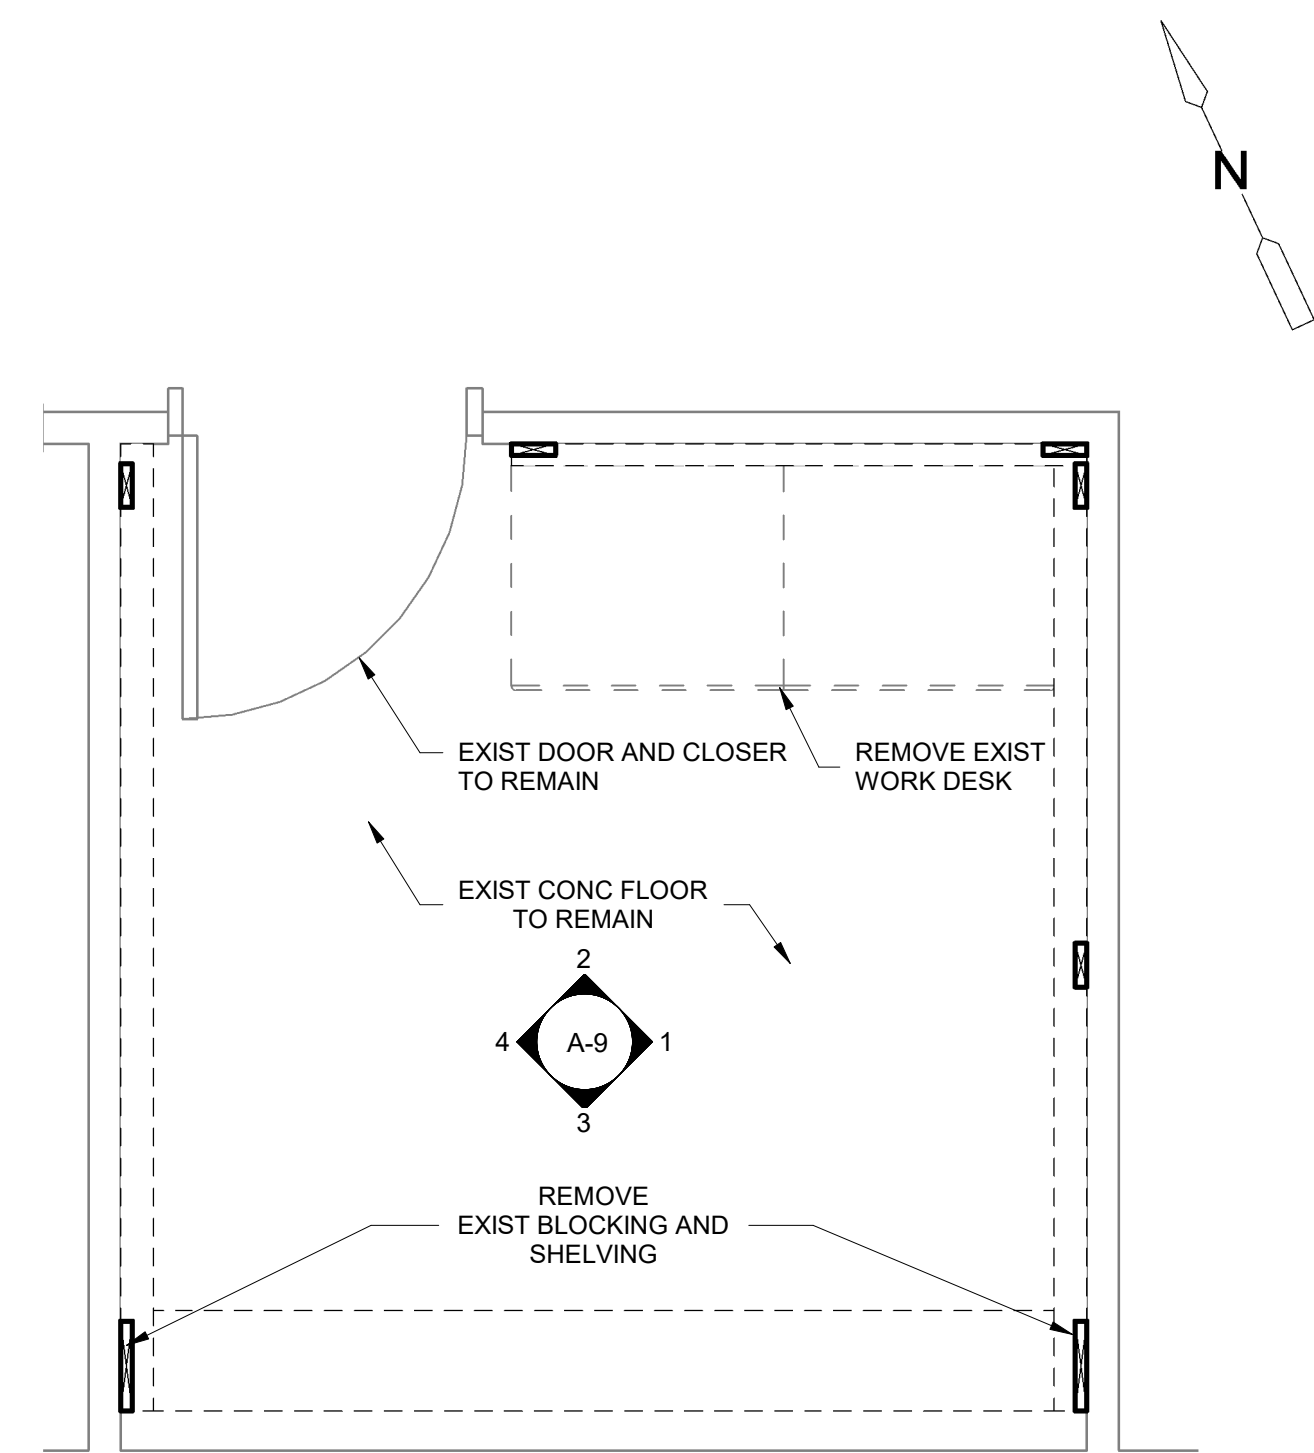 N
EXIST DOOR AND CLOSER
TO REMAIN
REMOVE EXIST
WORK DESK
EXIST CONC FLOOR
TO REMAIN
2
4
A-9
1
3
REMOVE
EXIST BLOCKING AND
SHELVING